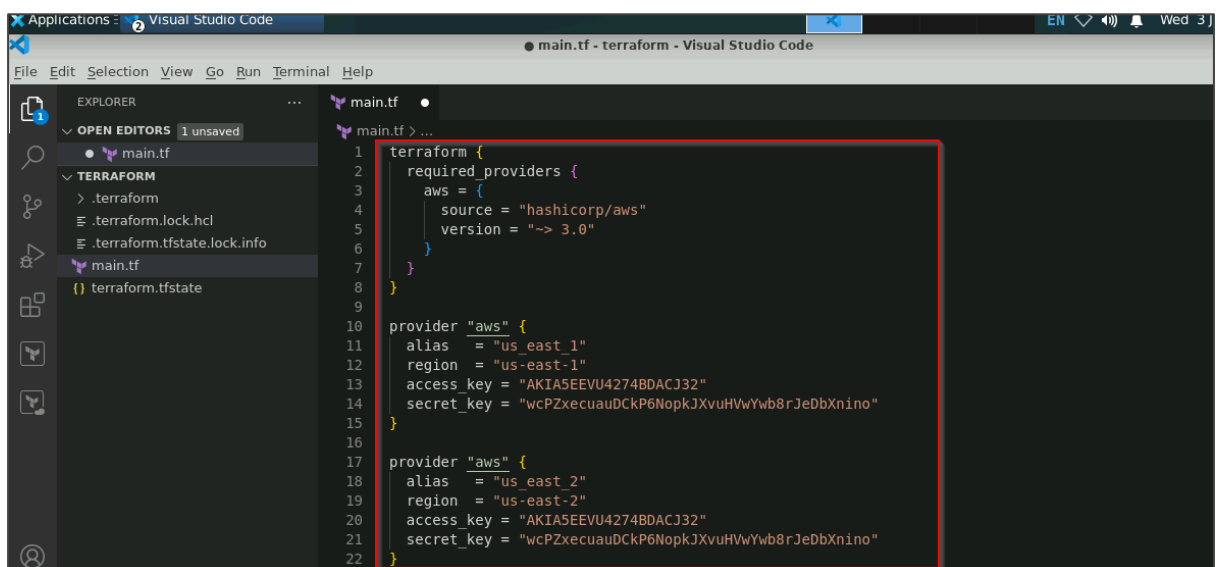 Applications
2
Visual Studio Code
EN
Wed 3 J
main.tf - terraform - Visual Studio Code
File Edit Selection View Go Run Terminal Help
EXPLORER ...
main.tf
1
OPEN EDITORS 1 unsaved
main.tf > ...
main.tf
TERRAFORM
.terraform
.terraform.lock.hcl
.terraform.tfstate.lock.info
main.tf
{} terraform.tfstate
1 terraform {
2 required_providers {
3 aws = {
4 source = "hashicorp/aws"
5 version = "~> 3.0"
6 }
7 }
8 }
9
10 provider "aws" {
11 alias = "us_east_1"
12 region = "us-east-1"
13 access_key = "AKIA5EEVU4274BDACJ32"
14 secret_key = "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"
15 }
16
17 provider "aws" {
18 alias = "us_east_2"
19 region = "us-east-2"
20 access_key = "AKIA5EEVU4274BDACJ32"
21 secret_key = "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"
22 }